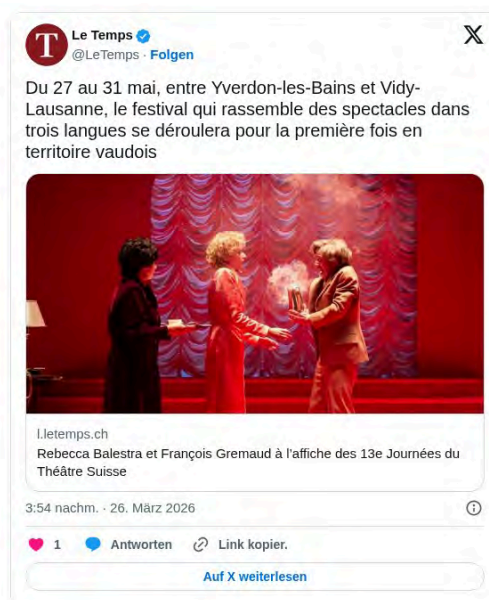 T
Le Temps
@LeTemps · Folgen
Du 27 au 31 mai, entre Yverdon-les-Bains et Vidy-
Lausanne, le festival qui rassemble des spectacles dans
trois langues se déroulera pour la première fois en
territoire vaudois
l.letemps.ch
Rebecca Balestra et François Gremaud à l’affiche des 13e Journées du
Théâtre Suisse
3:54 nachm. · 26. März 2026
1 Antworten Link kopier.
Auf X weiterlesen